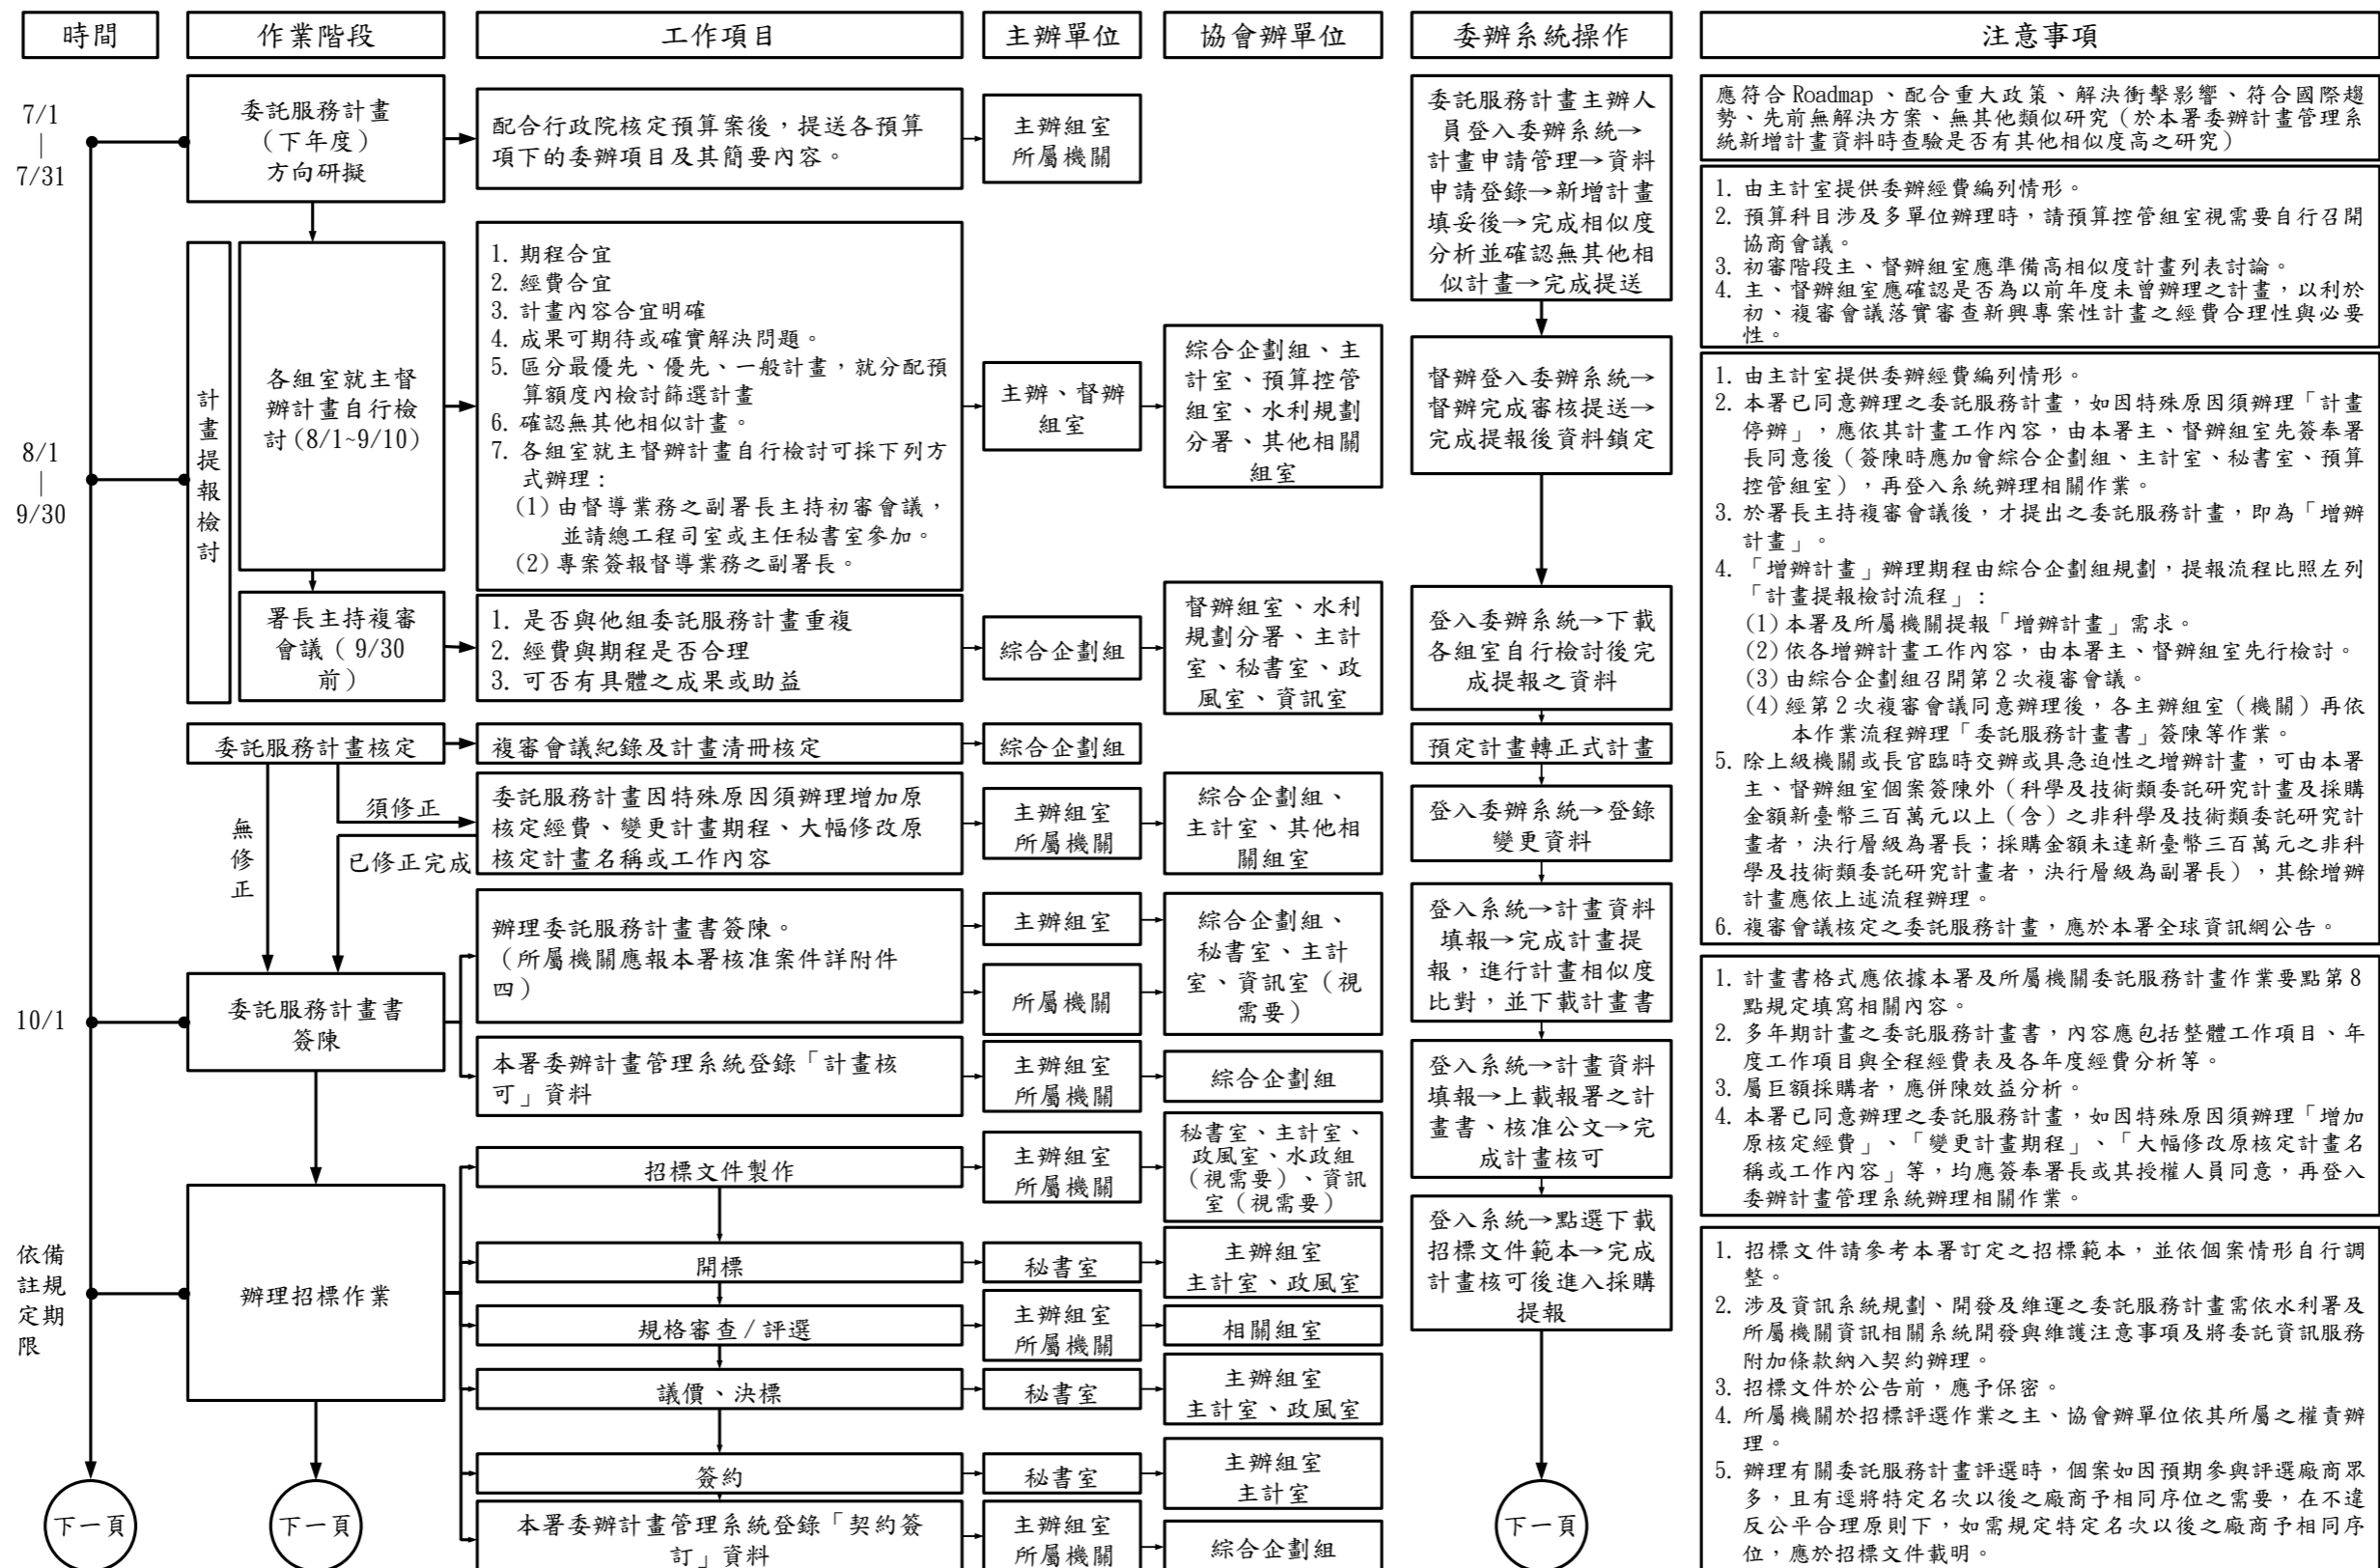 時間
作業階段
工作項目
主辦單位
協會辦單位
委辦系統操作
注意事項
7/1
|
7/31
委託服務計畫
(下年度)
方向研擬
配合行政院核定預算案後，提送各預算
項下的委辦項目及其簡要內容。
主辦組室
所屬機關
委託服務計畫主辦人
員登入委辦系統→
計畫申請管理→資料
申請登錄→新增計畫
填妥後→完成相似度
分析並確認無其他相
似計畫→完成提送
應符合Roadmap、配合重大政策、解決衝擊影響、符合國際趨
勢、先前無解決方案、無其他類似研究（於本署委辦計畫管理系
統新增計畫資料時查驗是否有其他相似度高之研究）
1. 由主計室提供委辦經費編列情形。
2. 預算科目涉及多單位辦理時，請預算控管組室視需要自行召開
協商會議。
3. 初審階段主、督辦組室應準備高相似度計畫列表討論。
4. 主、督辦組室應確認是否為以前年度未曾辦理之計畫，以利於
初、複審會議落實審查新興專案性計畫之經費合理性與必要
性。
8/1
|
9/30
計
畫
提
報
檢
討
各組室就主督
辦計畫自行檢
討(8/1~9/10)
1. 期程合宜
2. 經費合宜
3. 計畫內容合宜明確
4. 成果可期待或確實解決問題。
5. 區分最優先、優先、一般計畫，就分配預
算額度內檢討篩選計畫
6. 確認無其他相似計畫。
7. 各組室就主督辦計畫自行檢討可採下列方
式辦理：
(1)由督導業務之副署長主持初審會議，
並請總工程司室或主任秘書室參加。
(2)專案簽報督導業務之副署長。
主辦、督辦
組室
綜合企劃組、主
計室、預算控管
組室、水利規劃
分署、其他相關
組室
督辦登入委辦系統→
督辦完成審核提送→
完成提報後資料鎖定
1. 由主計室提供委辦經費編列情形。
2. 本署已同意辦理之委託服務計畫，如因特殊原因須辦理「計畫
停辦」，應依其計畫工作內容，由本署主、督辦組室先簽奉署
長同意後（簽陳時應加會綜合企劃組、主計室、秘書室、預算
控管組室），再登入系統辦理相關作業。
3. 於署長主持複審會議後，才提出之委託服務計畫，即為「增辦
計畫」。
4. 「增辦計畫」辦理期程由綜合企劃組規劃，提報流程比照左列
「計畫提報檢討流程」：
(1)本署及所屬機關提報「增辦計畫」需求。
(2)依各增辦計畫工作內容，由本署主、督辦組室先行檢討。
(3)由綜合企劃組召開第2次複審會議。
(4)經第2次複審會議同意辦理後，各主辦組室（機關）再依
本作業流程辦理「委託服務計畫書」簽陳等作業。
5. 除上級機關或長官臨時交辦或具急迫性之增辦計畫，可由本署
主、督辦組室個案簽陳外（科學及技術類委託研究計畫及採購
金額新臺幣三百萬元以上（含）之非科學及技術類委託研究計
畫者，決行層級為署長；採購金額未達新臺幣三百萬元之非科
學及技術類委託研究計畫者，決行層級為副署長），其餘增辦
計畫應依上述流程辦理。
6. 複審會議核定之委託服務計畫，應於本署全球資訊網公告。
署長主持複審
會議（9/30
前）
1. 是否與他組委託服務計畫重複
2. 經費與期程是否合理
3. 可否有具體之成果或助益
綜合企劃組
督辦組室、水利
規劃分署、主計
室、秘書室、政
風室、資訊室
登入委辦系統→下載
各組室自行檢討後完
成提報之資料
委託服務計畫核定
複審會議紀錄及計畫清冊核定
綜合企劃組
預定計畫轉正式計畫
無
修
正
須修正
已修正完成
委託服務計畫因特殊原因須辦理增加原
核定經費、變更計畫期程、大幅修改原
核定計畫名稱或工作內容
主辦組室
所屬機關
綜合企劃組、
主計室、其他相
關組室
登入委辦系統→登錄
變更資料
10/1
委託服務計畫書
簽陳
辦理委託服務計畫書簽陳。
（所屬機關應報本署核准案件詳附件
四）
主辦組室
所屬機關
綜合企劃組、
秘書室、主計
室、資訊室（視
需要）
登入系統→計畫資料
填報→完成計畫提
報，進行計畫相似度
比對，並下載計畫書
1. 計畫書格式應依據本署及所屬機關委託服務計畫作業要點第8
點規定填寫相關內容。
2. 多年期計畫之委託服務計畫書，內容應包括整體工作項目、年
度工作項目與全程經費表及各年度經費分析等。
3. 屬巨額採購者，應併陳效益分析。
4. 本署已同意辦理之委託服務計畫，如因特殊原因須辦理「增加
原核定經費」、「變更計畫期程」、「大幅修改原核定計畫名
稱或工作內容」等，均應簽奉署長或其授權人員同意，再登入
委辦計畫管理系統辦理相關作業。
本署委辦計畫管理系統登錄「計畫核
可」資料
主辦組室
所屬機關
綜合企劃組
登入系統→計畫資料
填報→上載報署之計
畫書、核准公文→完
成計畫核可
依備
註規
定期
限
辦理招標作業
招標文件製作
主辦組室
所屬機關
秘書室、主計室、
政風室、水政組
（視需要）、資訊
室（視需要）
登入系統→點選下載
招標文件範本→完成
計畫核可後進入採購
提報
開標
秘書室
主辦組室
主計室、政風室
規格審查/評選
主辦組室
所屬機關
相關組室
議價、決標
秘書室
主辦組室
主計室、政風室
簽約
秘書室
主辦組室
主計室
本署委辦計畫管理系統登錄「契約簽
訂」資料
主辦組室
所屬機關
綜合企劃組
1. 招標文件請參考本署訂定之招標範本，並依個案情形自行調
整。
2. 涉及資訊系統規劃、開發及維運之委託服務計畫需依水利署及
所屬機關資訊相關系統開發與維護注意事項及將委託資訊服務
附加條款納入契約辦理。
3. 招標文件於公告前，應予保密。
4. 所屬機關於招標評選作業之主、協會辦單位依其所屬之權責辦
理。
5. 辦理有關委託服務計畫評選時，個案如因預期參與評選廠商眾
多，且有逕將特定名次以後之廠商予相同序位之需要，在不違
反公平合理原則下，如需規定特定名次以後之廠商予相同序
位，應於招標文件載明。
下一頁
下一頁
下一頁